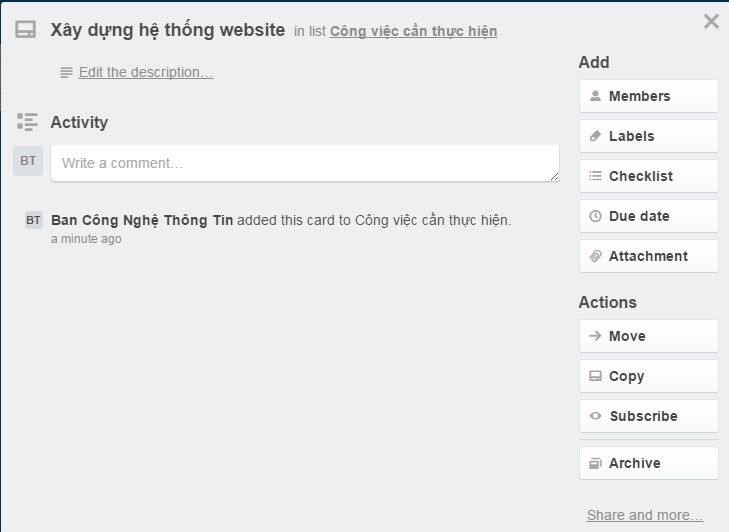 Xây dựng hệ thống website in list Công việc cần thực hiện
Edit the description…
Activity
BT
Write a comment…
BT Ban Công Nghệ Thông Tin added this card to Công việc cần thực hiện.
a minute ago
Add
Members
Labels
Checklist
Due date
Attachment
Actions
Move
Copy
Subscribe
Archive
Share and more…